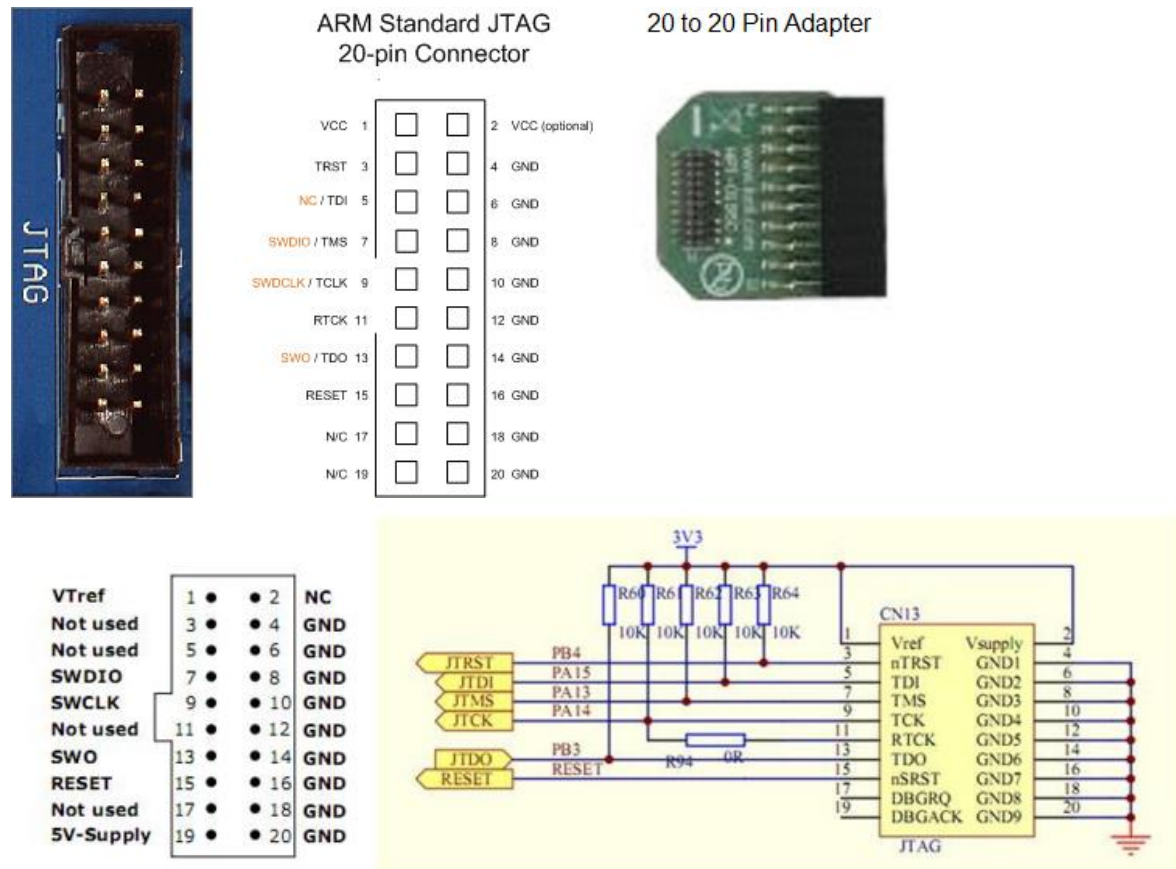 JTAG
ARM Standard JTAG
20-pin Connector
VCC 1 2 VCC (optional)
TRST 3 4 GND
NC / TDI 5 6 GND
SWDIO / TMS 7 8 GND
SWDCLK / TCLK 9 10 GND
RTCK 11 12 GND
SWO / TDO 13 14 GND
RESET 15 16 GND
N/C 17 18 GND
N/C 19 20 GND
20 to 20 Pin Adapter
VTref 1 2 NC
Not used 3 4 GND
Not used 5 6 GND
SWDIO 7 8 GND
SWCLK 9 10 GND
Not used 11 12 GND
SWO 13 14 GND
RESET 15 16 GND
Not used 17 18 GND
5V-Supply 19 20 GND
3V3
R60 R61 R62 R63 R64
10K 10K 10K 10K 10K
CN13
1 Vref Vsupply 2
JTRST PB4 3 nTRST GND1 4
JTDI PA15 5 TDI GND2 6
JTMS PA13 7 TMS GND3 8
JTCK PA14 9 TCK GND4 10
11 RTCK GND5 12
JTDO PB3 R94 0R 13 TDO GND6 14
RESET RESET 15 nSRST GND7 16
17 DBGRQ GND8 18
19 DBGACK GND9 20
JTAG